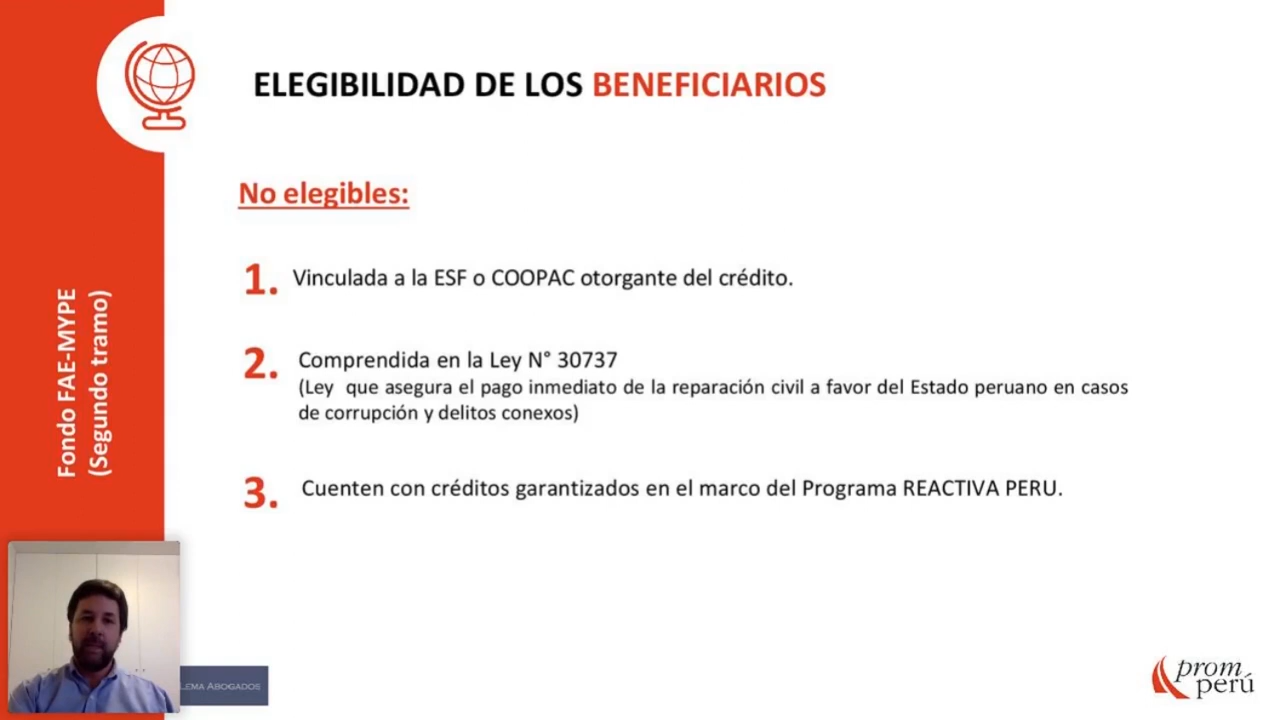 ELEGIBILIDAD DE LOS BENEFICIARIOS
No elegibles:
1. Vinculada a la ESF o COOPAC otorgante del crédito.
2. Comprendida en la Ley N° 30737
(Ley que asegura el pago inmediato de la reparación civil a favor del Estado peruano en casos
de corrupción y delitos conexos)
3. Cuenten con créditos garantizados en el marco del Programa REACTIVA PERU.
Fondo FAE-MYPE
(Segundo tramo)
LEMA ABOGADOS
prom
perú